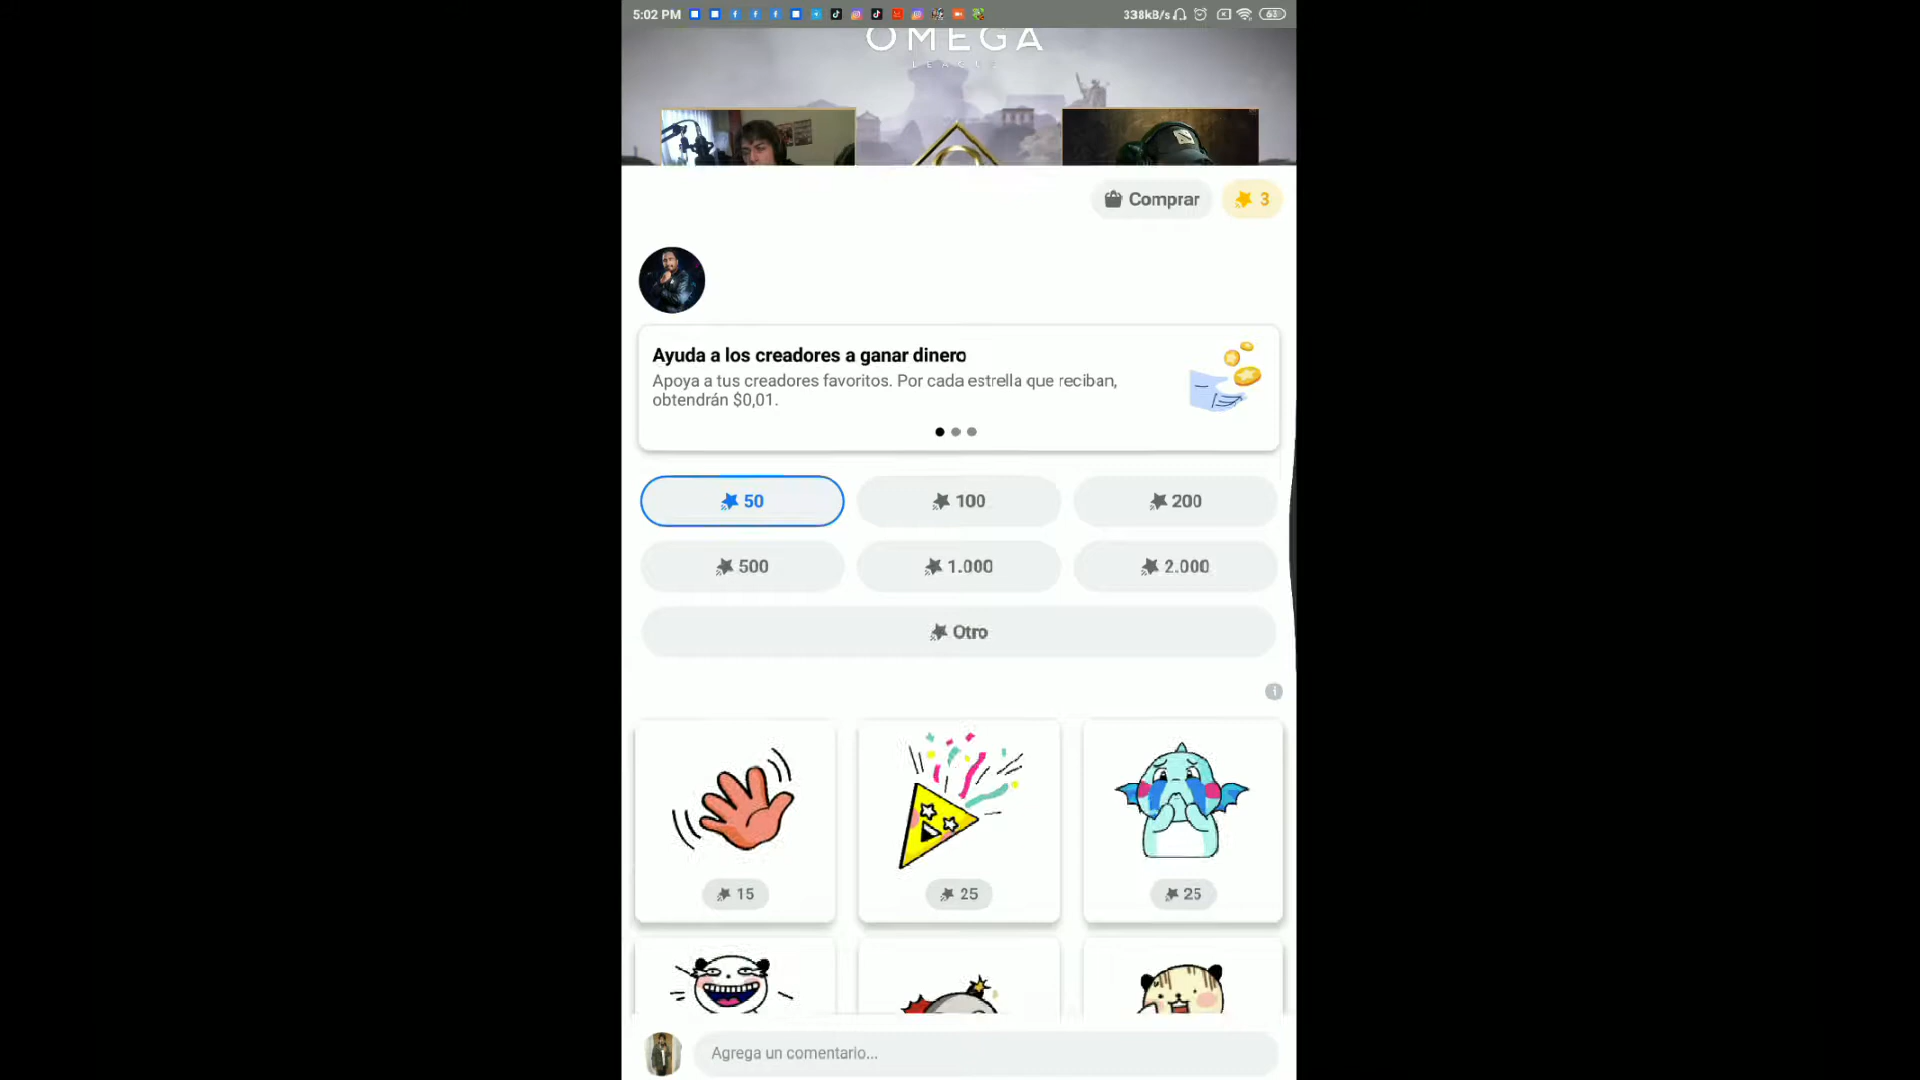 5:02 PM
338kB/s
63
OMEGA
LEAGUE
Comprar
3
Ayuda a los creadores a ganar dinero
Apoya a tus creadores favoritos. Por cada estrella que reciban,
obtendrán $0,01.
50
100
200
500
1.000
2.000
Otro
15
25
25
Agrega un comentario...